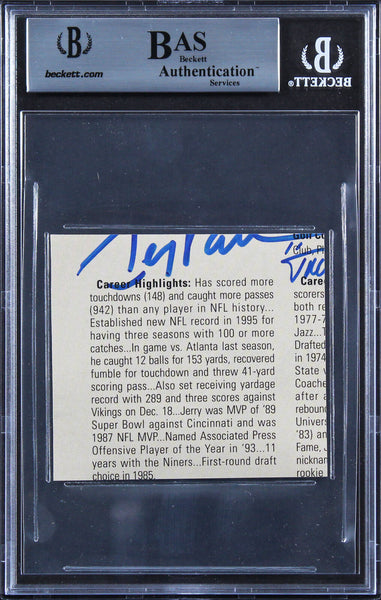 BAS
Beckett
Authentication™
Services
beckett.com
BECKETT
Career Highlights: Has scored more
touchdowns (148) and caught more passes
(942) than any player in NFL history...
Established new NFL record in 1995 for
having three seasons with 100 or more
catches...In game vs. Atlanta last season,
he caught 12 balls for 153 yards, recovered
fumble for touchdown and threw 41-yard
scoring pass...Also set receiving yardage
record with 289 and three scores against
Vikings on Dec. 18...Jerry was MVP of '89
Super Bowl against Cincinnati and was
1987 NFL MVP...Named Associated Press
Offensive Player of the Year in '93...11
years with the Niners...First-round draft
choice in 1985.
Club, Ph
Caree
scorers
both re
1977-7
Jazz...T
Drafted
in 1974
State v
Coache
after a
reboun
Univers
'83) an
Fame, J
nicknam
rookie